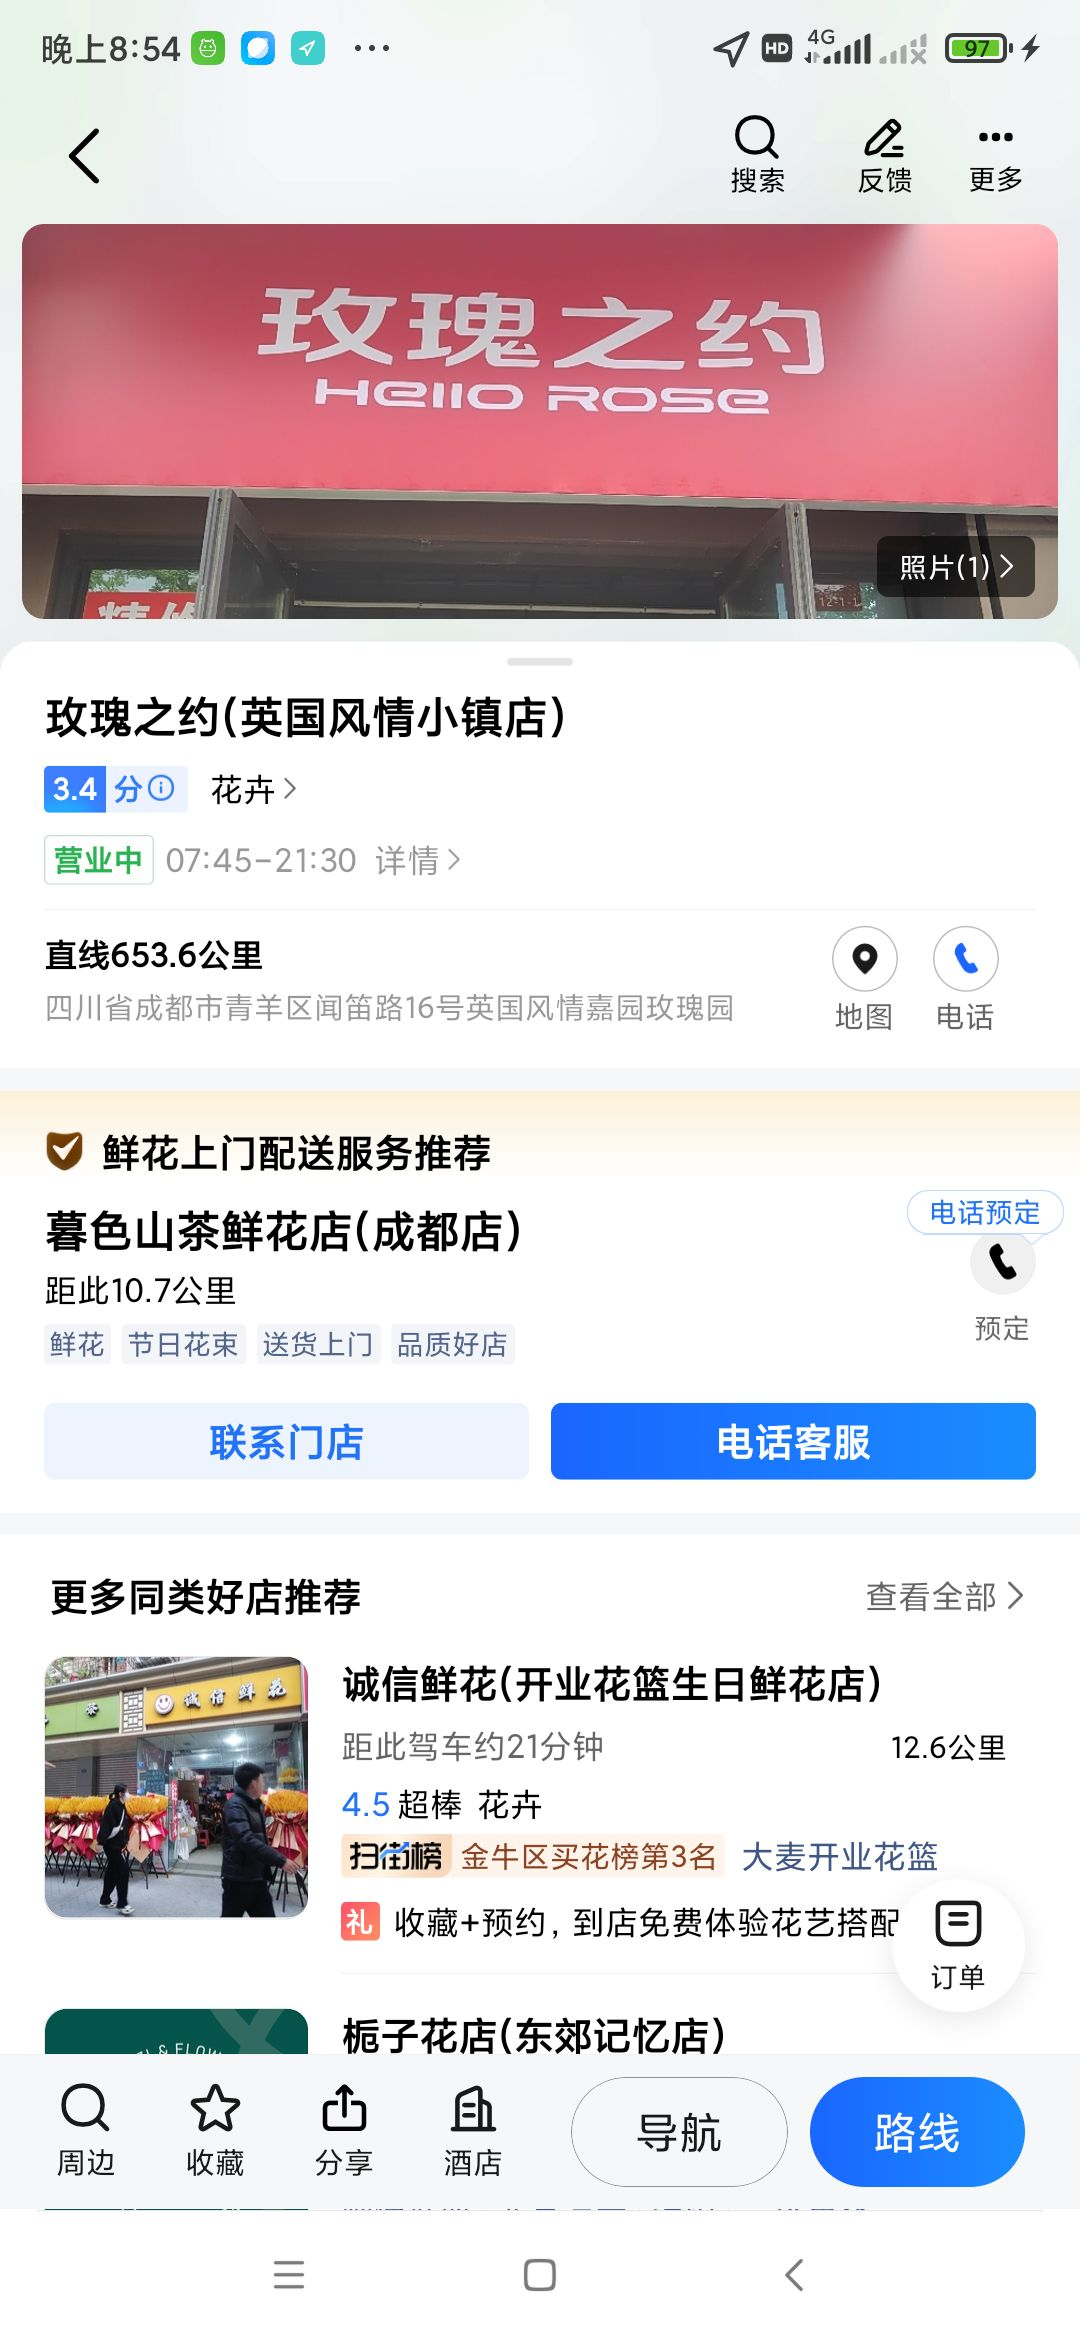 晚上8:54
HD
4G
97
搜索
反馈
更多
玫瑰之约
Hello ROSE
精
12-1-1
照片(1)
玫瑰之约(英国风情小镇店)
3.4分 花卉
营业中 07:45-21:30 详情
直线653.6公里
四川省成都市青羊区闻笛路16号英国风情嘉园玫瑰园
地图
电话
鲜花上门配送服务推荐
暮色山茶鲜花店(成都店)
电话预定
距此10.7公里
预定
鲜花 节日花束 送货上门 品质好店
联系门店
电话客服
更多同类好店推荐
查看全部
茶
诚信鲜花
诚信鲜花(开业花篮生日鲜花店)
距此驾车约21分钟
12.6公里
4.5 超棒 花卉
扫街榜 金牛区买花榜第3名 大麦开业花篮
礼 收藏+预约，到店免费体验花艺搭配
订单
栀子花店(东郊记忆店)
& FLOW
周边
收藏
分享
酒店
导航
路线